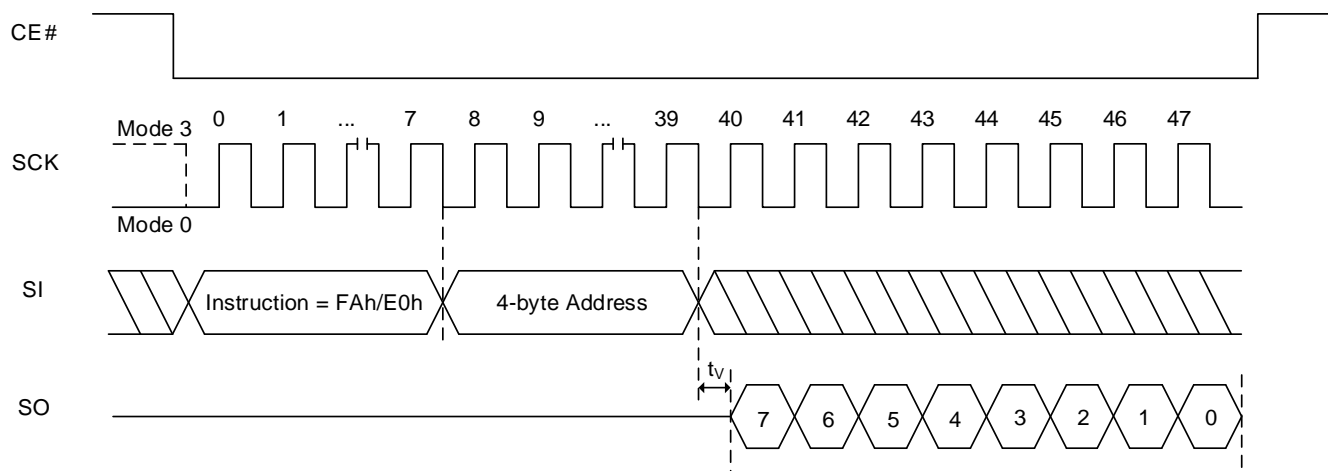 CE#
0 1 ... 7 8 9 ... 39 40 41 42 43 44 45 46 47
Mode 3
SCK
Mode 0
SI
Instruction = FAh/E0h
4-byte Address
tV
SO
7 6 5 4 3 2 1 0